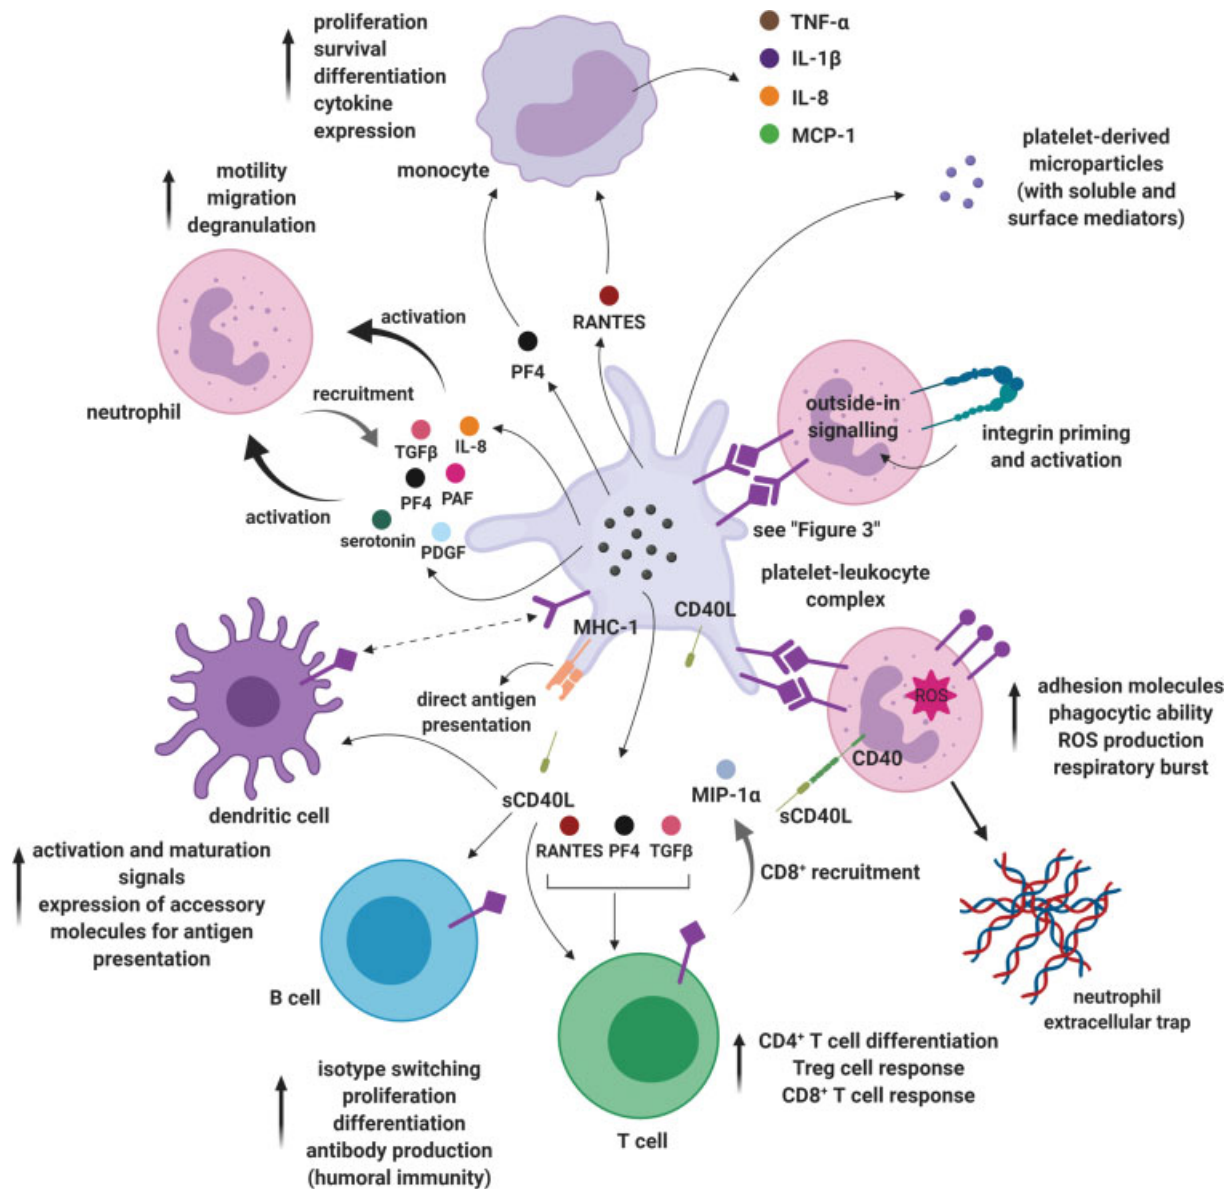 proliferation
survival
differentiation
cytokine
expression
monocyte
TNF-α
IL-1β
IL-8
MCP-1
platelet-derived
microparticles
(with soluble and
surface mediators)
motility
migration
degranulation
activation
recruitment
neutrophil
TGFβ
IL-8
PF4
PAF
activation
serotonin
PDGF
PF4
RANTES
outside-in
signalling
integrin priming
and activation
see "Figure 3"
platelet-leukocyte
complex
MHC-1
CD40L
direct antigen
presentation
ROS
CD40
adhesion molecules
phagocytic ability
ROS production
respiratory burst
dendritic cell
sCD40L
MIP-1α
sCD40L
RANTES
PF4
TGFβ
CD8⁺ recruitment
activation and maturation
signals
expression of accessory
molecules for antigen
presentation
B cell
neutrophil
extracellular trap
isotype switching
proliferation
differentiation
antibody production
(humoral immunity)
T cell
CD4⁺ T cell differentiation
Treg cell response
CD8⁺ T cell response